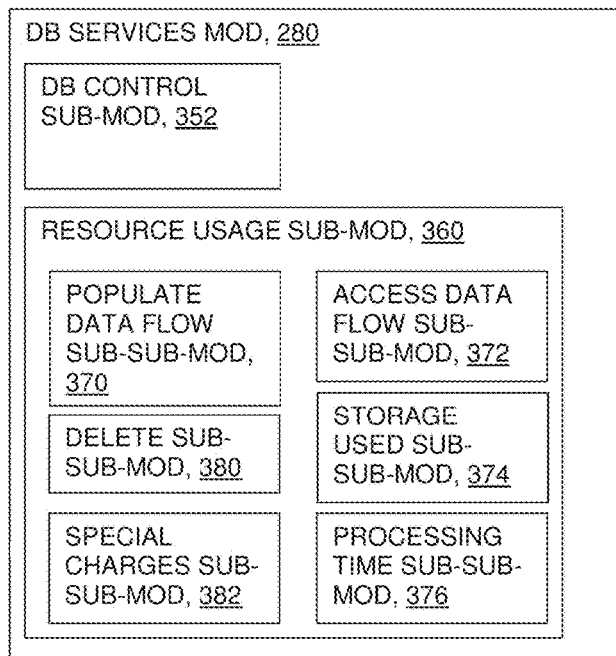 DB SERVICES MOD, 280
DB CONTROL
SUB-MOD, 352
RESOURCE USAGE SUB-MOD, 360
POPULATE
DATA FLOW
SUB-SUB-MOD,
370
ACCESS DATA
FLOW SUB-
SUB-MOD, 372
DELETE SUB-
SUB-MOD, 380
STORAGE
USED SUB-
SUB-MOD, 374
SPECIAL
CHARGES SUB-
SUB-MOD, 382
PROCESSING
TIME SUB-SUB-
MOD, 376